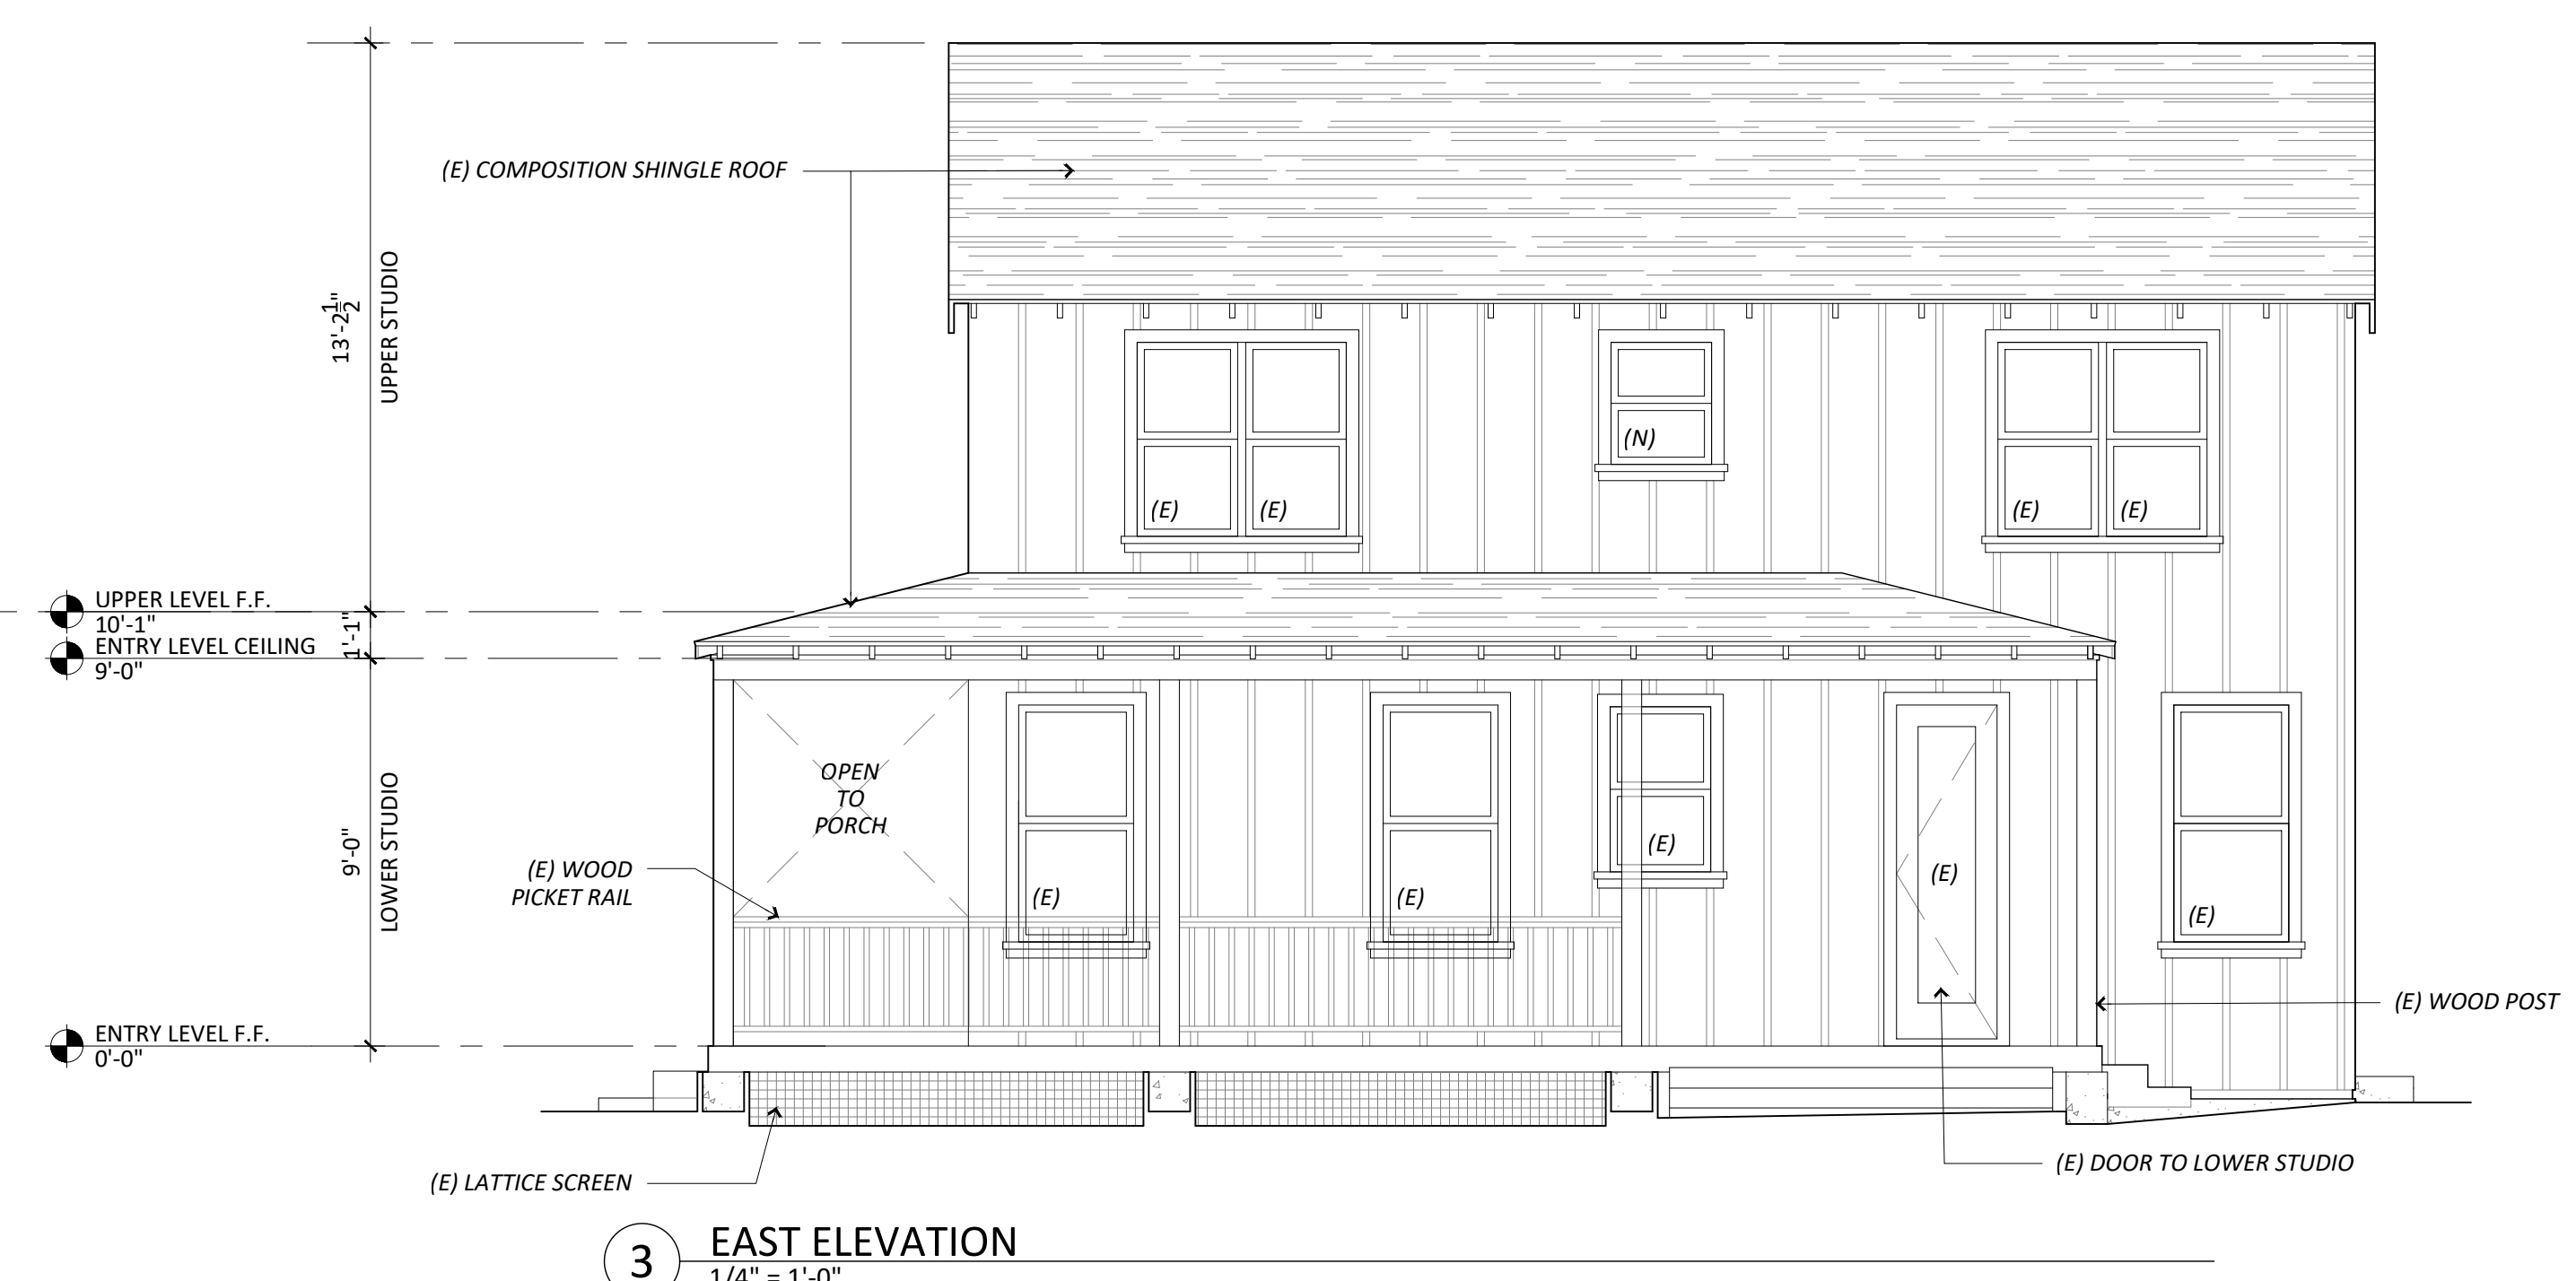 (E) COMPOSITION SHINGLE ROOF
13'-2 1/2"
UPPER STUDIO
(N)
(E)
(E)
(E)
(E)
UPPER LEVEL F.F.
10'-1"
1'-1"
ENTRY LEVEL CEILING
9'-0"
OPEN
TO
PORCH
9'-0"
LOWER STUDIO
(E) WOOD
PICKET RAIL
(E)
(E)
(E)
(E)
(E)
(E) WOOD POST
ENTRY LEVEL F.F.
0'-0"
(E) DOOR TO LOWER STUDIO
(E) LATTICE SCREEN
3
EAST ELEVATION
1/4" = 1'-0"